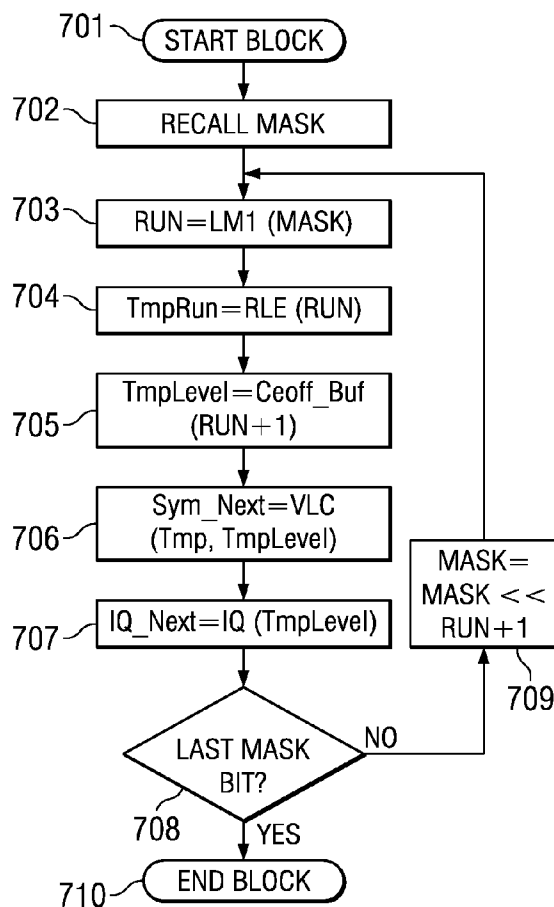 701
START BLOCK
702
RECALL MASK
703
RUN=LM1 (MASK)
704
TmpRun=RLE (RUN)
705
TmpLevel=Ceoff_Buf
(RUN+1)
706
Sym_Next=VLC
(Tmp, TmpLevel)
707
IQ_Next=IQ (TmpLevel)
MASK=
MASK <<
RUN+1
709
LAST MASK
BIT?
NO
708
YES
710
END BLOCK